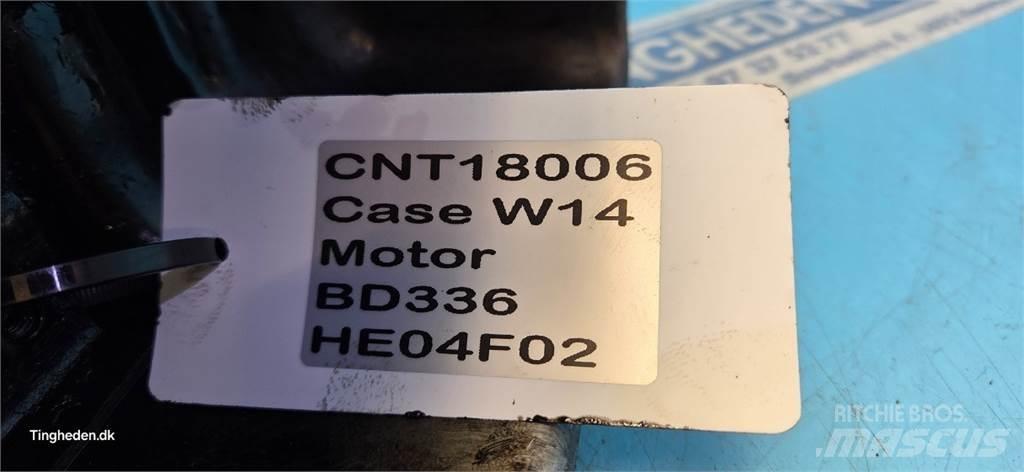 CNT18006
Case W14
Motor
BD336
HE04F02
Tingheden.dk
RITCHIE BROS.
mascus